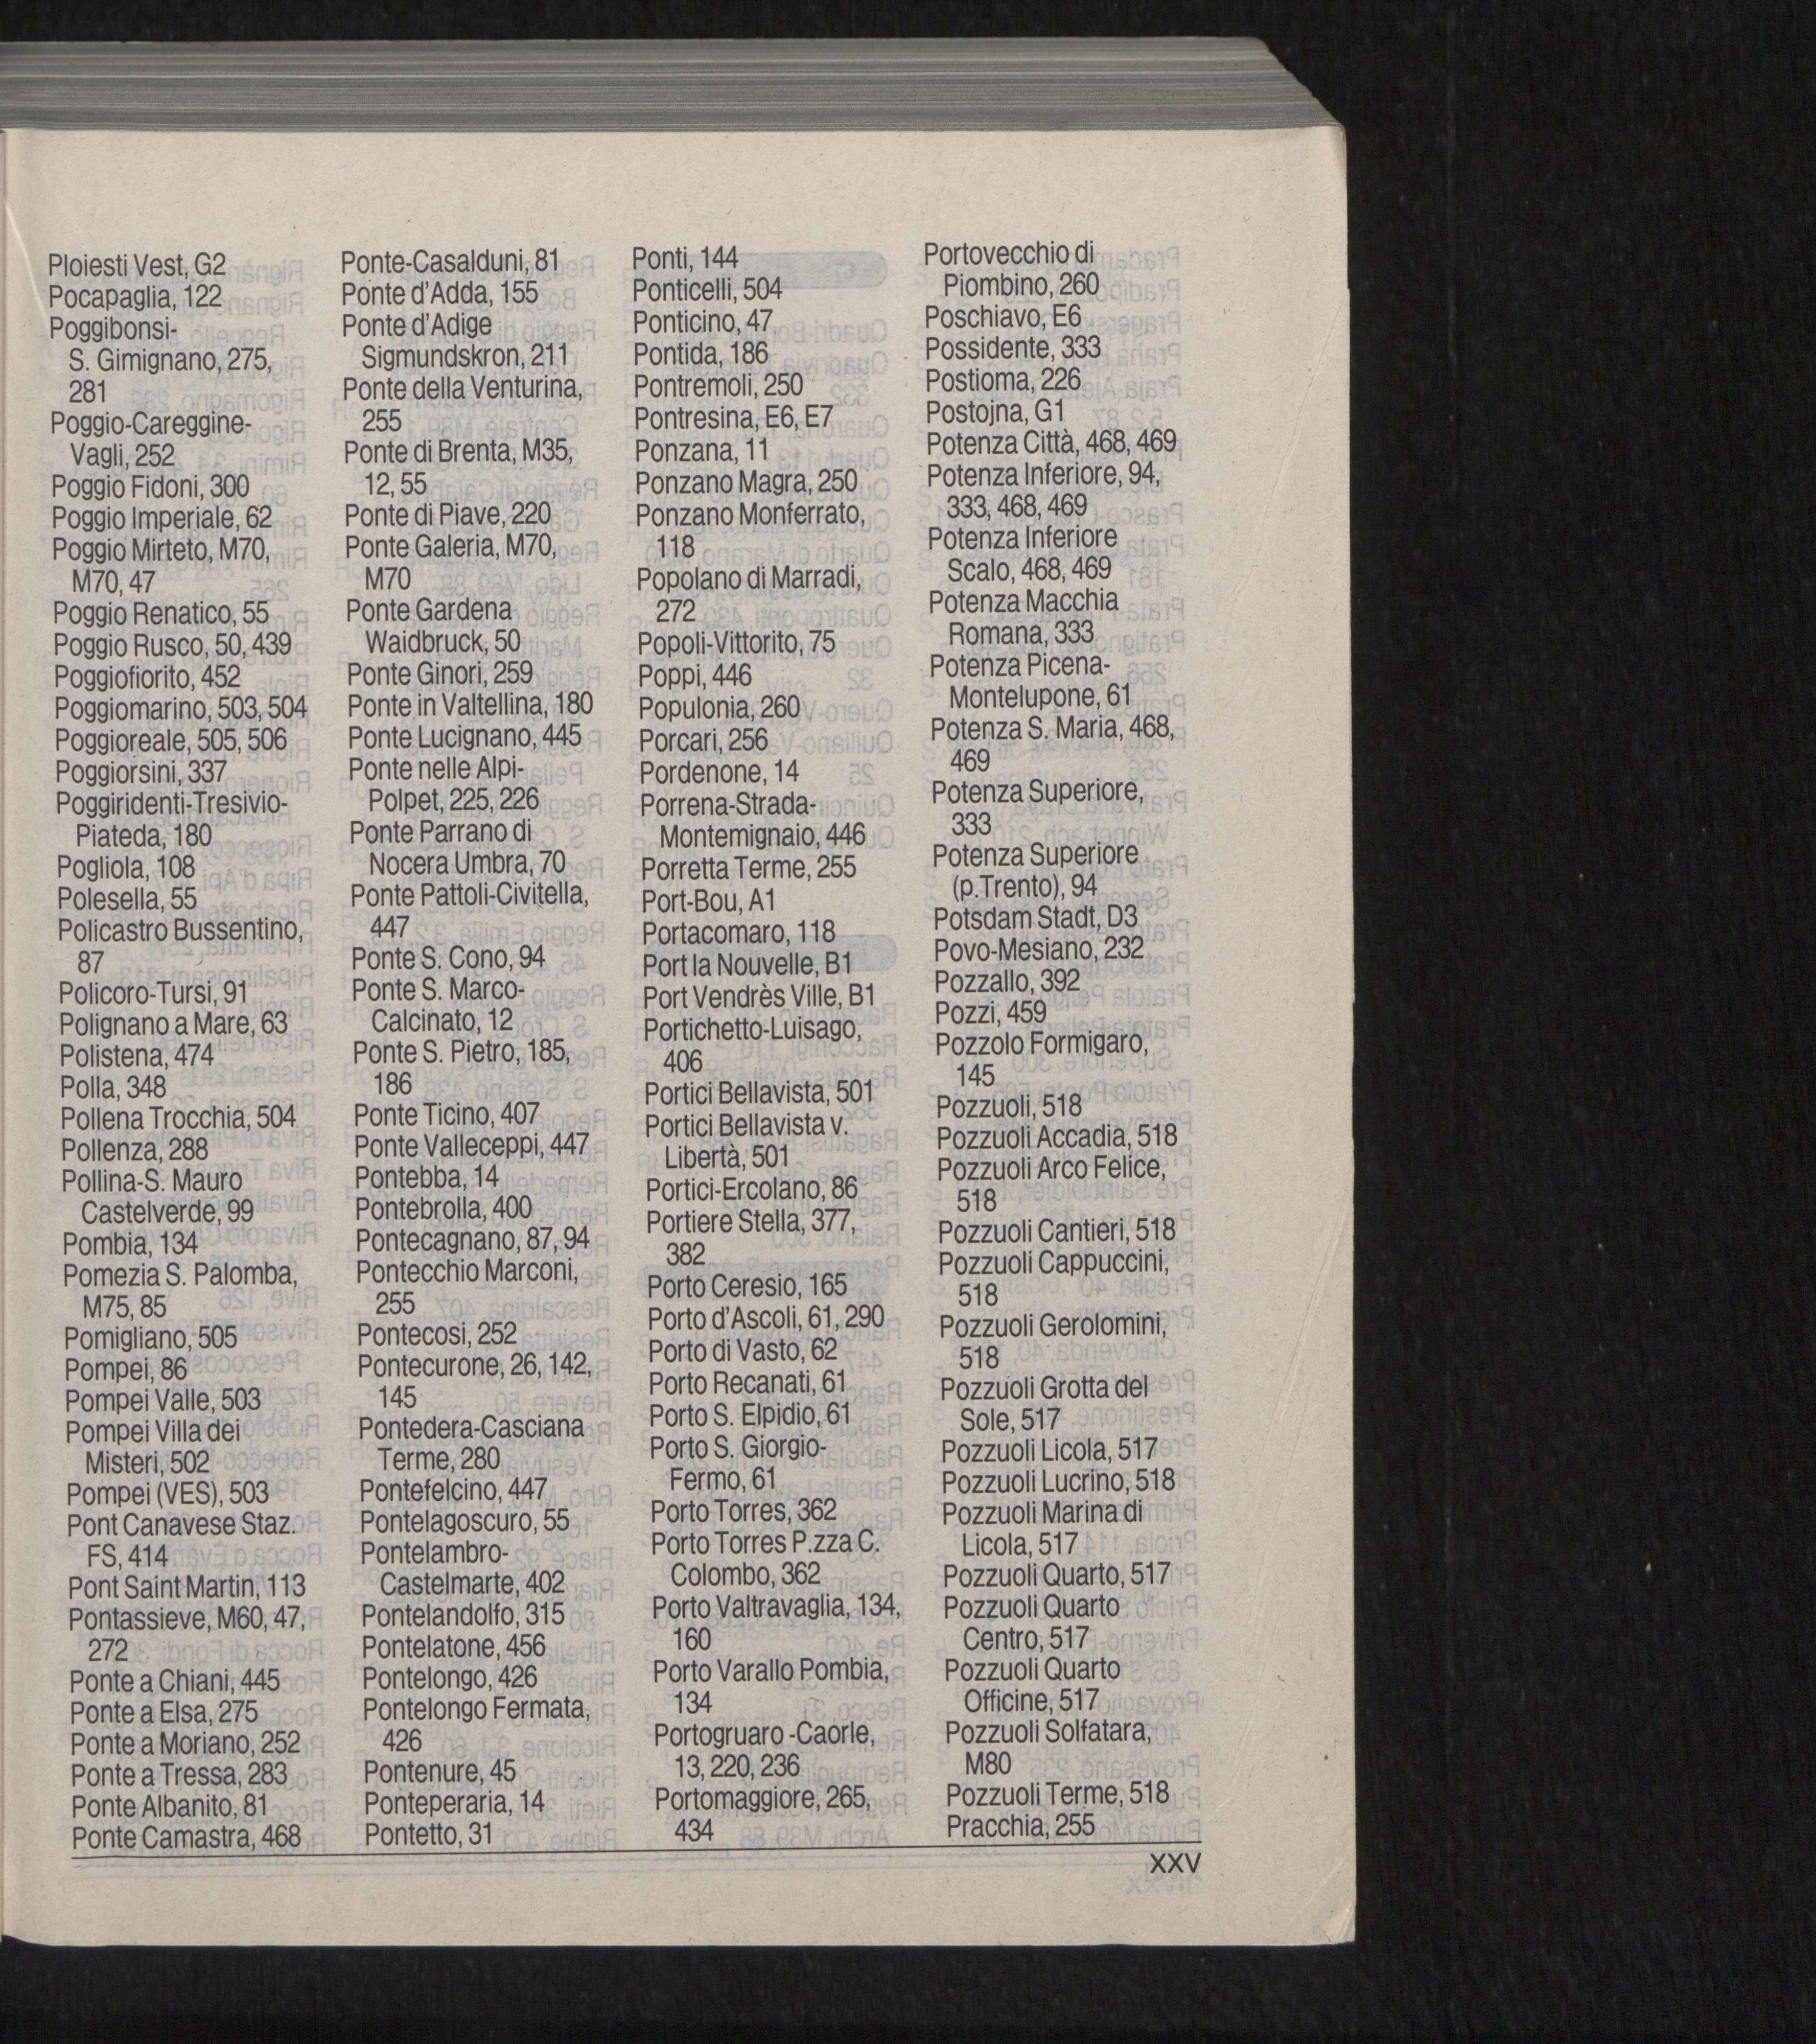 Ploiesti Vest, G2
Pocapaglia, 122
Poggibonsi-
S. Gimignano, 275,
281
Poggio-Careggine-
Vagli, 252
Poggio Fidoni, 300
Poggio Imperiale, 62
Poggio Mirteto, M70,
M70, 47
Poggio Renatico, 55
Poggio Rusco, 50, 439
Poggiofiorito, 452
Poggiomarino, 503, 504
Poggioreale, 505, 506
Poggiorsini, 337
Poggiridenti-Tresivio-
Piateda, 180
Pogliola, 108
Polesella, 55
Policastro Bussentino,
87
Policoro-Tursi, 91
Polignano a Mare, 63
Polistena, 474
Polla, 348
Pollena Trocchia, 504
Pollenza, 288
Pollina-S. Mauro
Castelverde, 99
Pombia, 134
Pomezia S. Palomba,
M75, 85
Pomigliano, 505
Pompei, 86
Pompei Valle, 503
Pompei Villa dei
Misteri, 502
Pompei (VES), 503
Pont Canavese Staz.
FS, 414
Pont Saint Martin, 113
Pontassieve, M60, 47,
272
Ponte a Chiani, 445
Ponte a Elsa, 275
Ponte a Moriano, 252
Ponte a Tressa, 283
Ponte Albanito, 81
Ponte Camastra, 468
Ponte-Casalduni, 81
Ponte d'Adda, 155
Ponte d'Adige
Sigmundskron, 211
Ponte della Venturina,
255
Ponte di Brenta, M35,
12, 55
Ponte di Piave, 220
Ponte Galeria, M70,
M70
Ponte Gardena
Waidbruck, 50
Ponte Ginori, 259
Ponte in Valtellina, 180
Ponte Lucignano, 445
Ponte nelle Alpi-
Polpet, 225, 226
Ponte Parrano di
Nocera Umbra, 70
Ponte Pattoli-Civitella,
447
Ponte S. Cono, 94
Ponte S. Marco-
Calcinato, 12
Ponte S. Pietro, 185,
186
Ponte Ticino, 407
Ponte Valleceppi, 447
Pontebba, 14
Pontebrolla, 400
Pontecagnano, 87, 94
Pontecchio Marconi,
255
Pontecosi, 252
Pontecurone, 26, 142,
145
Pontedera-Casciana
Terme, 280
Pontefelcino, 447
Pontelagoscuro, 55
Pontelambro-
Castelmarte, 402
Pontelandolfo, 315
Pontelatone, 456
Pontelongo, 426
Pontelongo Fermata,
426
Pontenure, 45
Ponteperaria, 14
Pontetto, 31
Ponti, 144
Ponticelli, 504
Ponticino, 47
Pontida, 186
Pontremoli, 250
Pontresina, E6, E7
Ponzana, 11
Ponzano Magra, 250
Ponzano Monferrato,
118
Popolano di Marradi,
272
Popoli-Vittorito, 75
Poppi, 446
Populonia, 260
Porcari, 256
Pordenone, 14
Porrena-Strada-
Montemignaio, 446
Porretta Terme, 255
Port-Bou, A1
Portacomaro, 118
Port la Nouvelle, B1
Port Vendrès Ville, B1
Portichetto-Luisago,
406
Portici Bellavista, 501
Portici Bellavista v.
Libertà, 501
Portici-Ercolano, 86
Portiere Stella, 377,
382
Porto Ceresio, 165
Porto d'Ascoli, 61, 290
Porto di Vasto, 62
Porto Recanati, 61
Porto S. Elpidio, 61
Porto S. Giorgio-
Fermo, 61
Porto Torres, 362
Porto Torres P.zza C.
Colombo, 362
Porto Valtravaglia, 134,
160
Porto Varallo Pombia,
134
Portogruaro -Caorle,
13, 220, 236
Portomaggiore, 265,
434
Portovecchio di
Piombino, 260
Poschiavo, E6
Possidente, 333
Postioma, 226
Postojna, G1
Potenza Città, 468, 469
Potenza Inferiore, 94,
333, 468, 469
Potenza Inferiore
Scalo, 468, 469
Potenza Macchia
Romana, 333
Potenza Picena-
Montelupone, 61
Potenza S. Maria, 468,
469
Potenza Superiore,
333
Potenza Superiore
(p.Trento), 94
Potsdam Stadt, D3
Povo-Mesiano, 232
Pozzallo, 392
Pozzi, 459
Pozzolo Formigaro,
145
Pozzuoli, 518
Pozzuoli Accadia, 518
Pozzuoli Arco Felice,
518
Pozzuoli Cantieri, 518
Pozzuoli Cappuccini,
518
Pozzuoli Gerolomini,
518
Pozzuoli Grotta del
Sole, 517
Pozzuoli Licola, 517
Pozzuoli Lucrino, 518
Pozzuoli Marina di
Licola, 517
Pozzuoli Quarto, 517
Pozzuoli Quarto
Centro, 517
Pozzuoli Quarto
Officine, 517
Pozzuoli Solfatara,
M80
Pozzuoli Terme, 518
Pracchia, 255
XXV